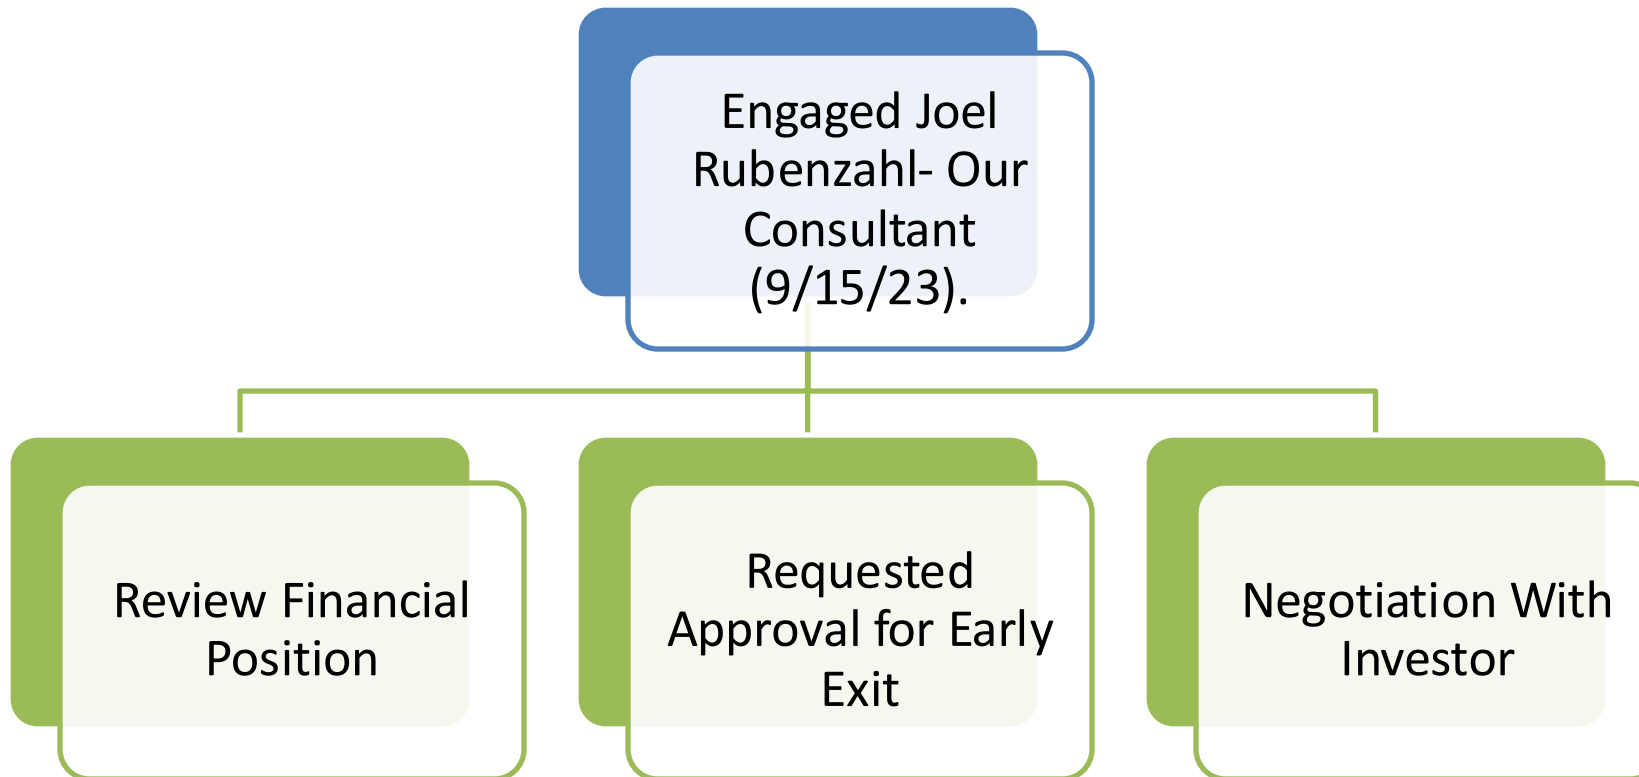 Engaged Joel
Rubenzahl- Our
Consultant
(9/15/23).
Review Financial
Position
Requested
Approval for Early
Exit
Negotiation With
Investor